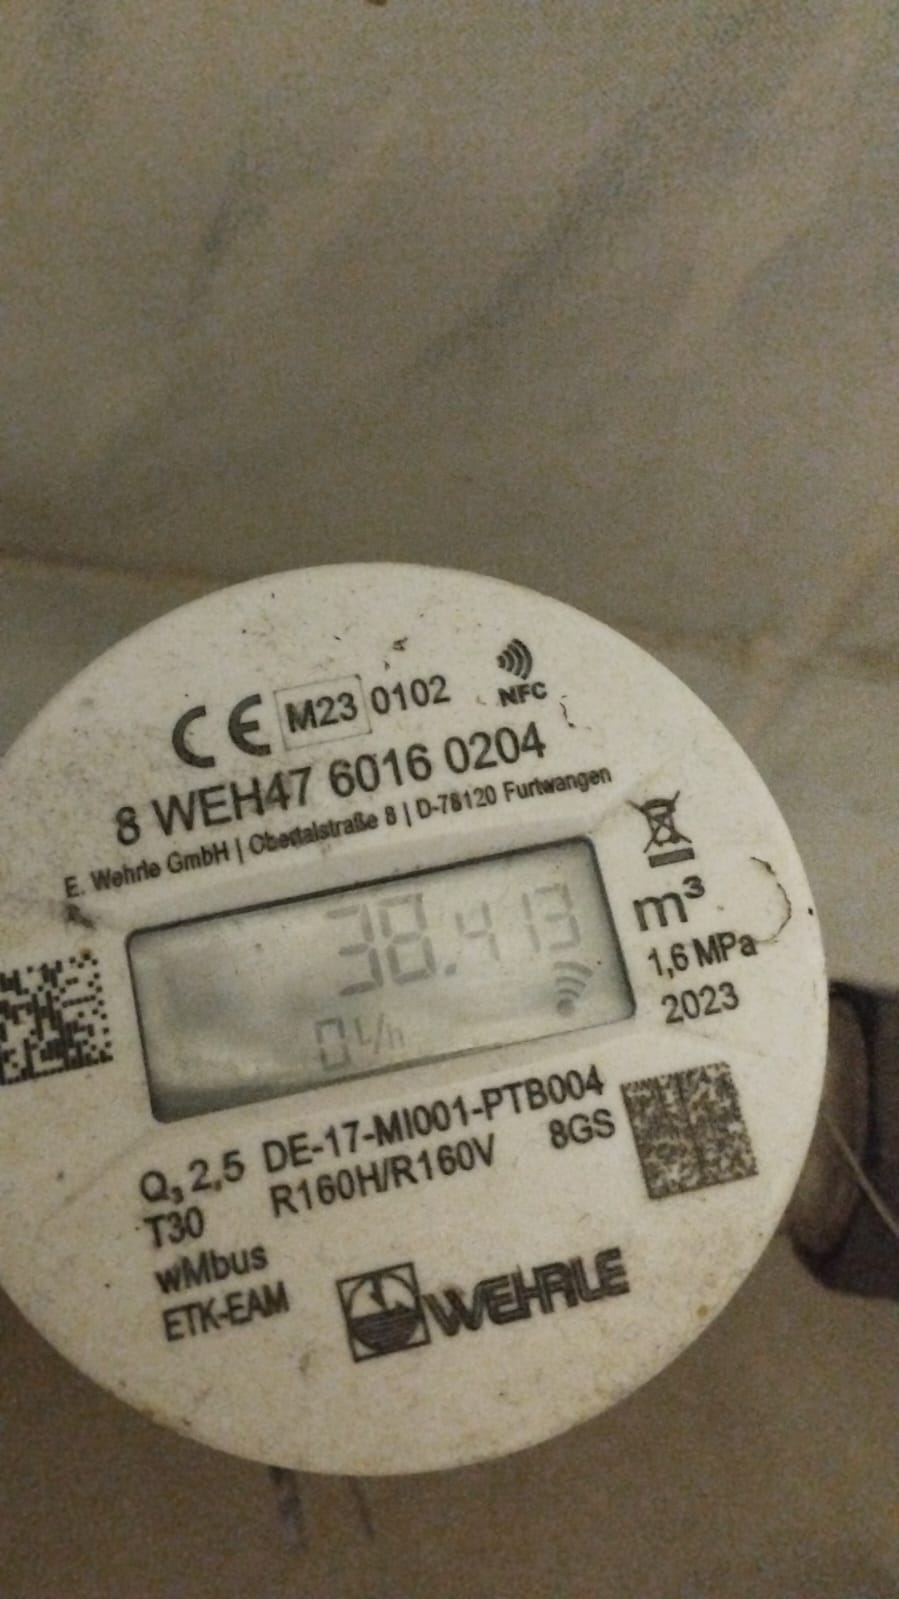 CE M23 0102 NFC
8 WEH47 6016 0204
E. Wehrle GmbH | Obertalstraße 8 | D-78120 Furtwangen
38.413
m³
0 L/h
1,6 MPa
2023
Q₃ 2,5 DE-17-MI001-PTB004
T30 R160H/R160V 8GS
wMbus
ETK-EAM
WEHRLE